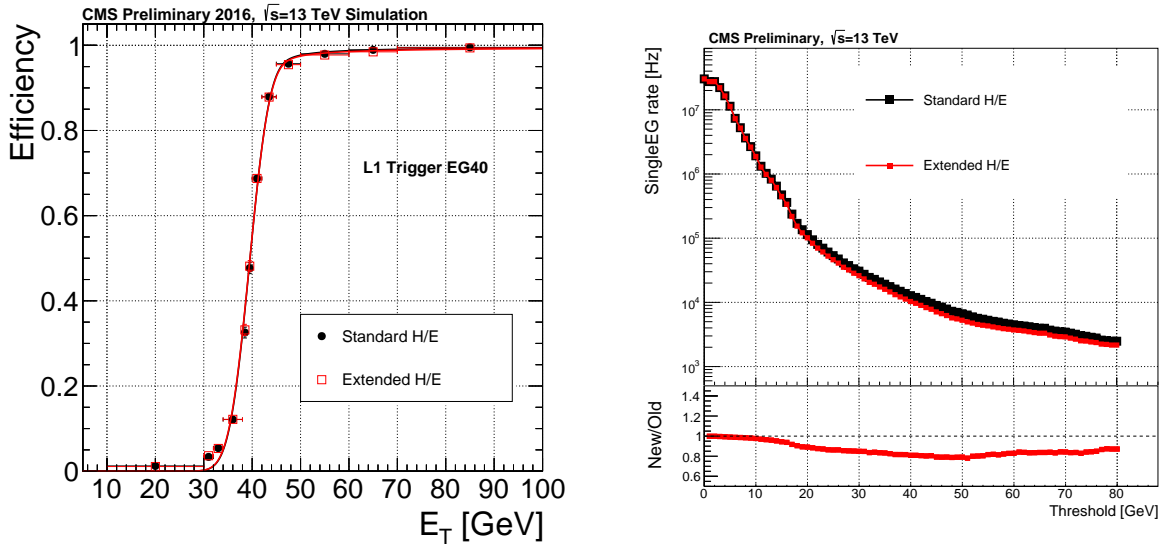 CMS Preliminary 2016, √s=13 TeV Simulation
Efficiency
1
0.8
0.6
0.4
0.2
0
L1 Trigger EG40
Standard H/E
Extended H/E
10 20 30 40 50 60 70 80 90 100
E_T [GeV]
CMS Preliminary, √s=13 TeV
SingleEG rate [Hz]
10^7
10^6
10^5
10^4
10^3
Standard H/E
Extended H/E
New/Old
1.4
1.2
1
0.8
0.6
0 10 20 30 40 50 60 70 80
Threshold [GeV]